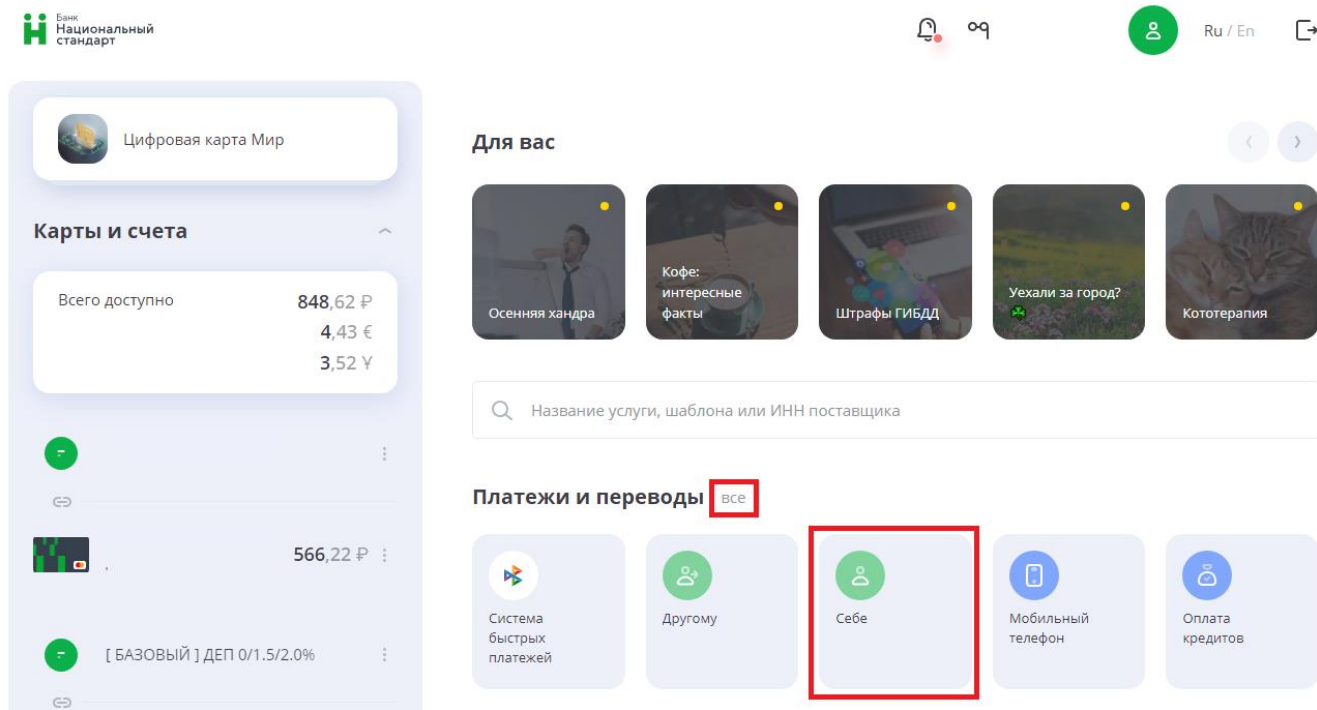 Банк
Национальный
стандарт
Ru / En
Цифровая карта Мир
Карты и счета
Всего доступно
848,62 ₽
4,43 €
3,52 ¥
566,22 ₽
[ БАЗОВЫЙ ] ДЕП 0/1.5/2.0%
Для вас
Осенняя хандра
Кофе:
интересные
факты
Штрафы ГИБДД
Уехали за город?
Кототерапия
Название услуги, шаблона или ИНН поставщика
Платежи и переводы все
Система
быстрых
платежей
Другому
Себе
Мобильный
телефон
Оплата
кредитов